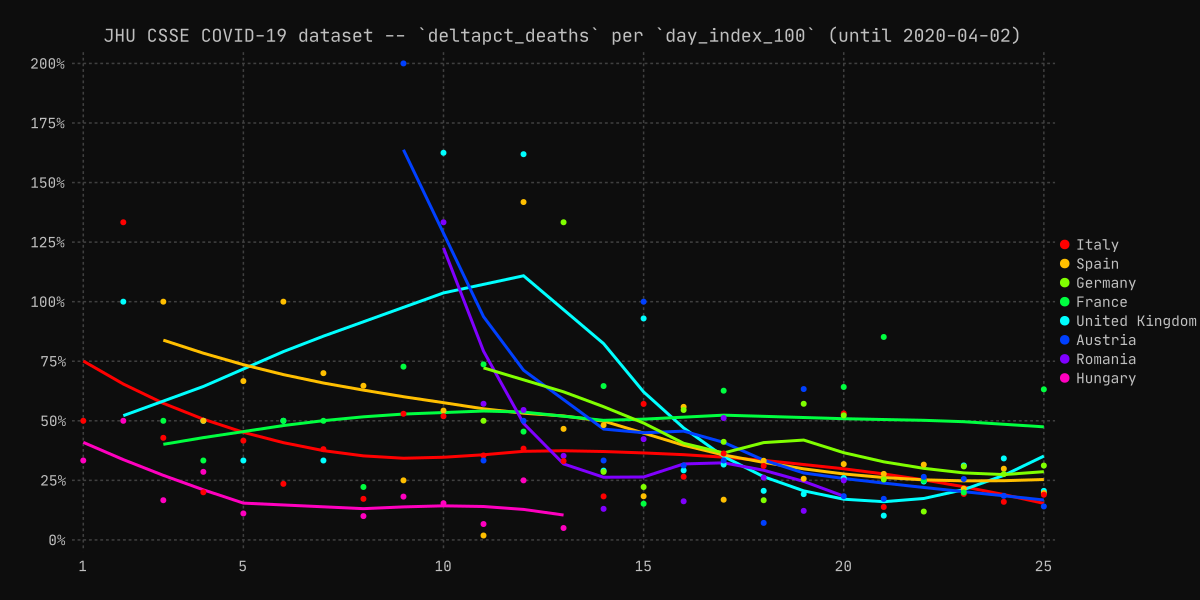 JHU CSSE COVID-19 dataset -- `deltapct_deaths` per `day_index_100` (until 2020-04-02)
200%
175%
150%
125%
100%
75%
50%
25%
0%
1 5 10 15 20 25
Italy
Spain
Germany
France
United Kingdom
Austria
Romania
Hungary